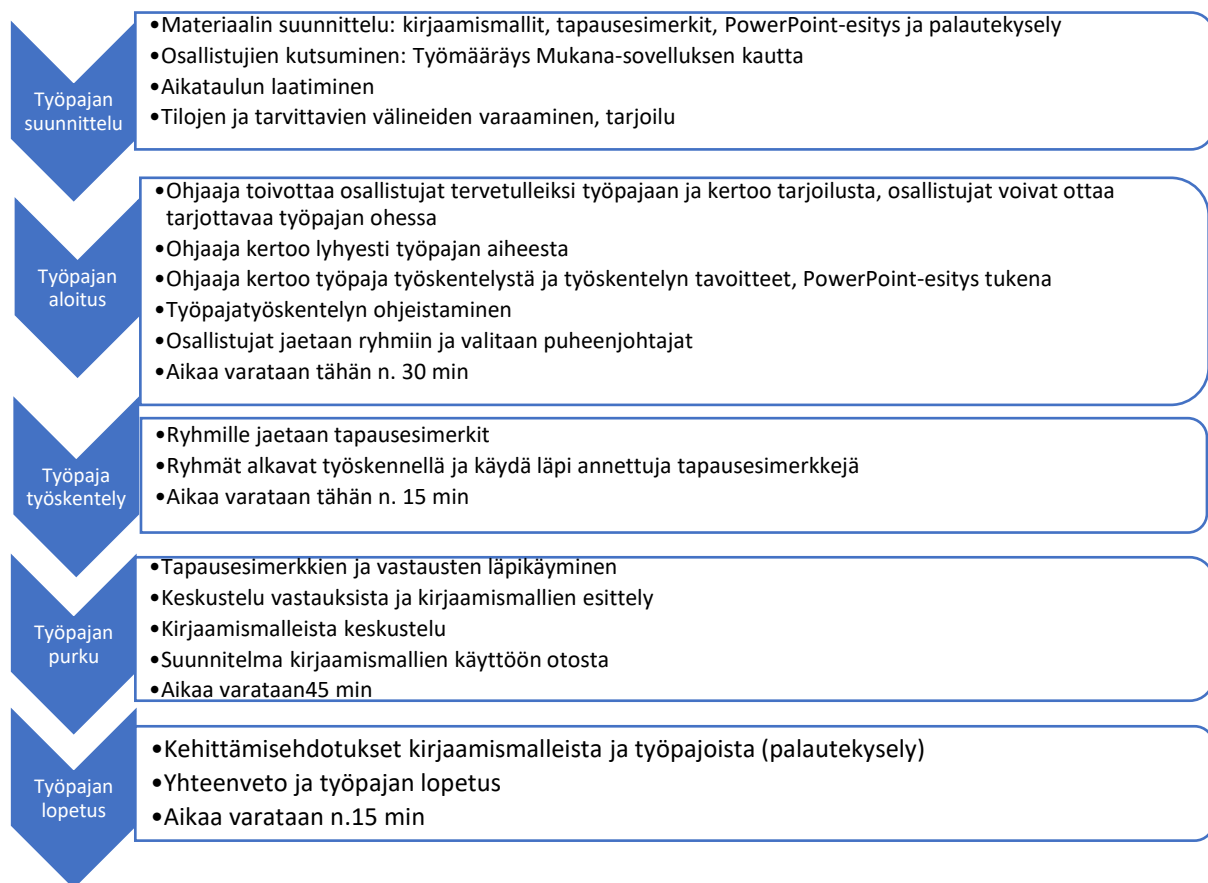 Työpajan
suunnittelu
•Materiaalin suunnittelu: kirjaamismallit, tapausesimerkit, PowerPoint-esitys ja palautekysely
•Osallistujien kutsuminen: Työmääräys Mukana-sovelluksen kautta
•Aikataulun laatiminen
•Tilojen ja tarvittavien välineiden varaaminen, tarjoilu
Työpajan
aloitus
•Ohjaaja toivottaa osallistujat tervetulleiksi työpajaan ja kertoo tarjoilusta, osallistujat voivat ottaa
tarjottavaa työpajan ohessa
•Ohjaaja kertoo lyhyesti työpajan aiheesta
•Ohjaaja kertoo työpaja työskentelystä ja työskentelyn tavoitteet, PowerPoint-esitys tukena
•Työpajatyöskentelyn ohjeistaminen
•Osallistujat jaetaan ryhmiin ja valitaan puheenjohtajat
•Aikaa varataan tähän n. 30 min
Työpaja
työskentely
•Ryhmille jaetaan tapausesimerkit
•Ryhmät alkavat työskennellä ja käydä läpi annettuja tapausesimerkkejä
•Aikaa varataan tähän n. 15 min
Työpajan
purku
•Tapausesimerkkien ja vastausten läpikäyminen
•Keskustelu vastauksista ja kirjaamismallien esittely
•Kirjaamismalleista keskustelu
•Suunnitelma kirjaamismallien käyttöön otosta
•Aikaa varataan45 min
Työpajan
lopetus
•Kehittämisehdotukset kirjaamismalleista ja työpajoista (palautekysely)
•Yhteenveto ja työpajan lopetus
•Aikaa varataan n.15 min